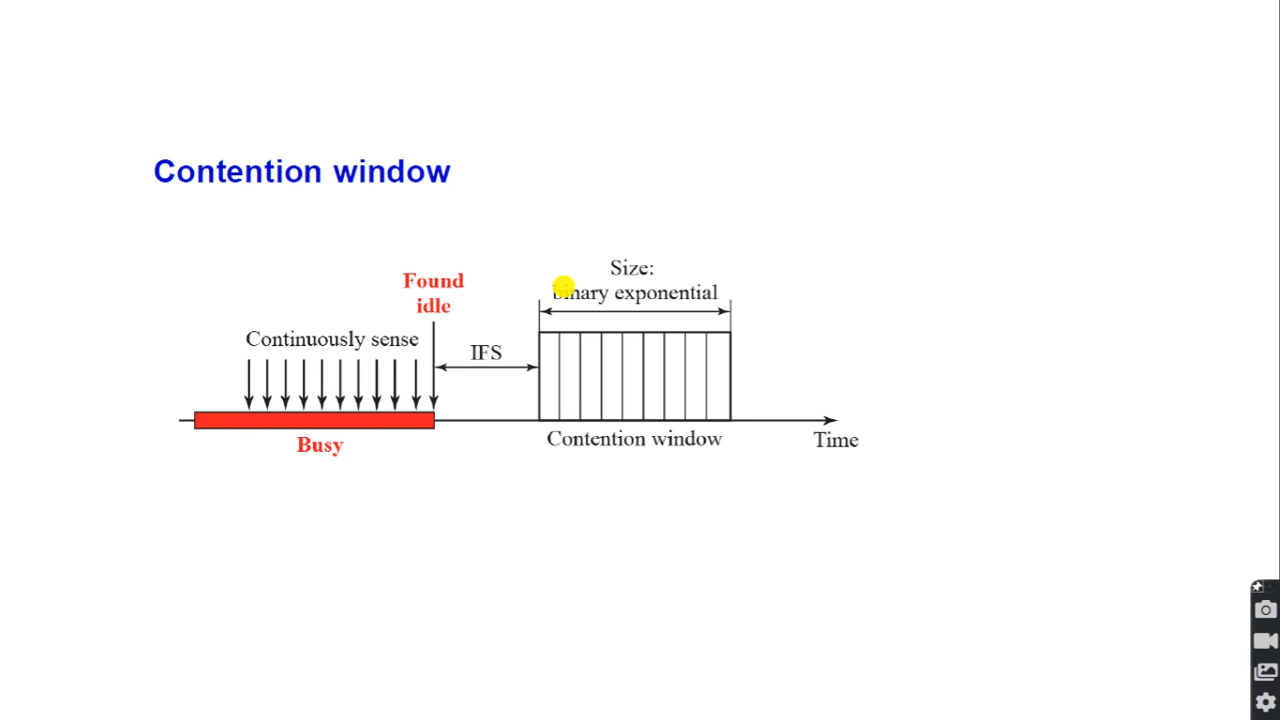 Contention window
Size:
binary exponential
Found
idle
Continuously sense
IFS
Contention window
Time
Busy